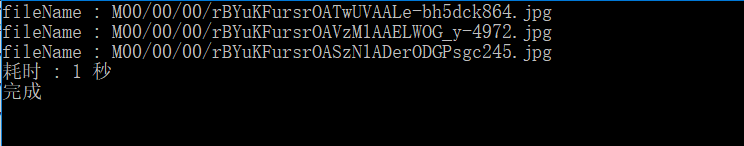 fileName : M00/00/00/rBYuKFursrOATwUVAALe-bh5dck864.jpg
fileName : M00/00/00/rBYuKFursrOAVzM1AAELWOG_y-4972.jpg
fileName : M00/00/00/rBYuKFursrOASzN1ADerODGPsgc245.jpg
耗时 : 1 秒
完成